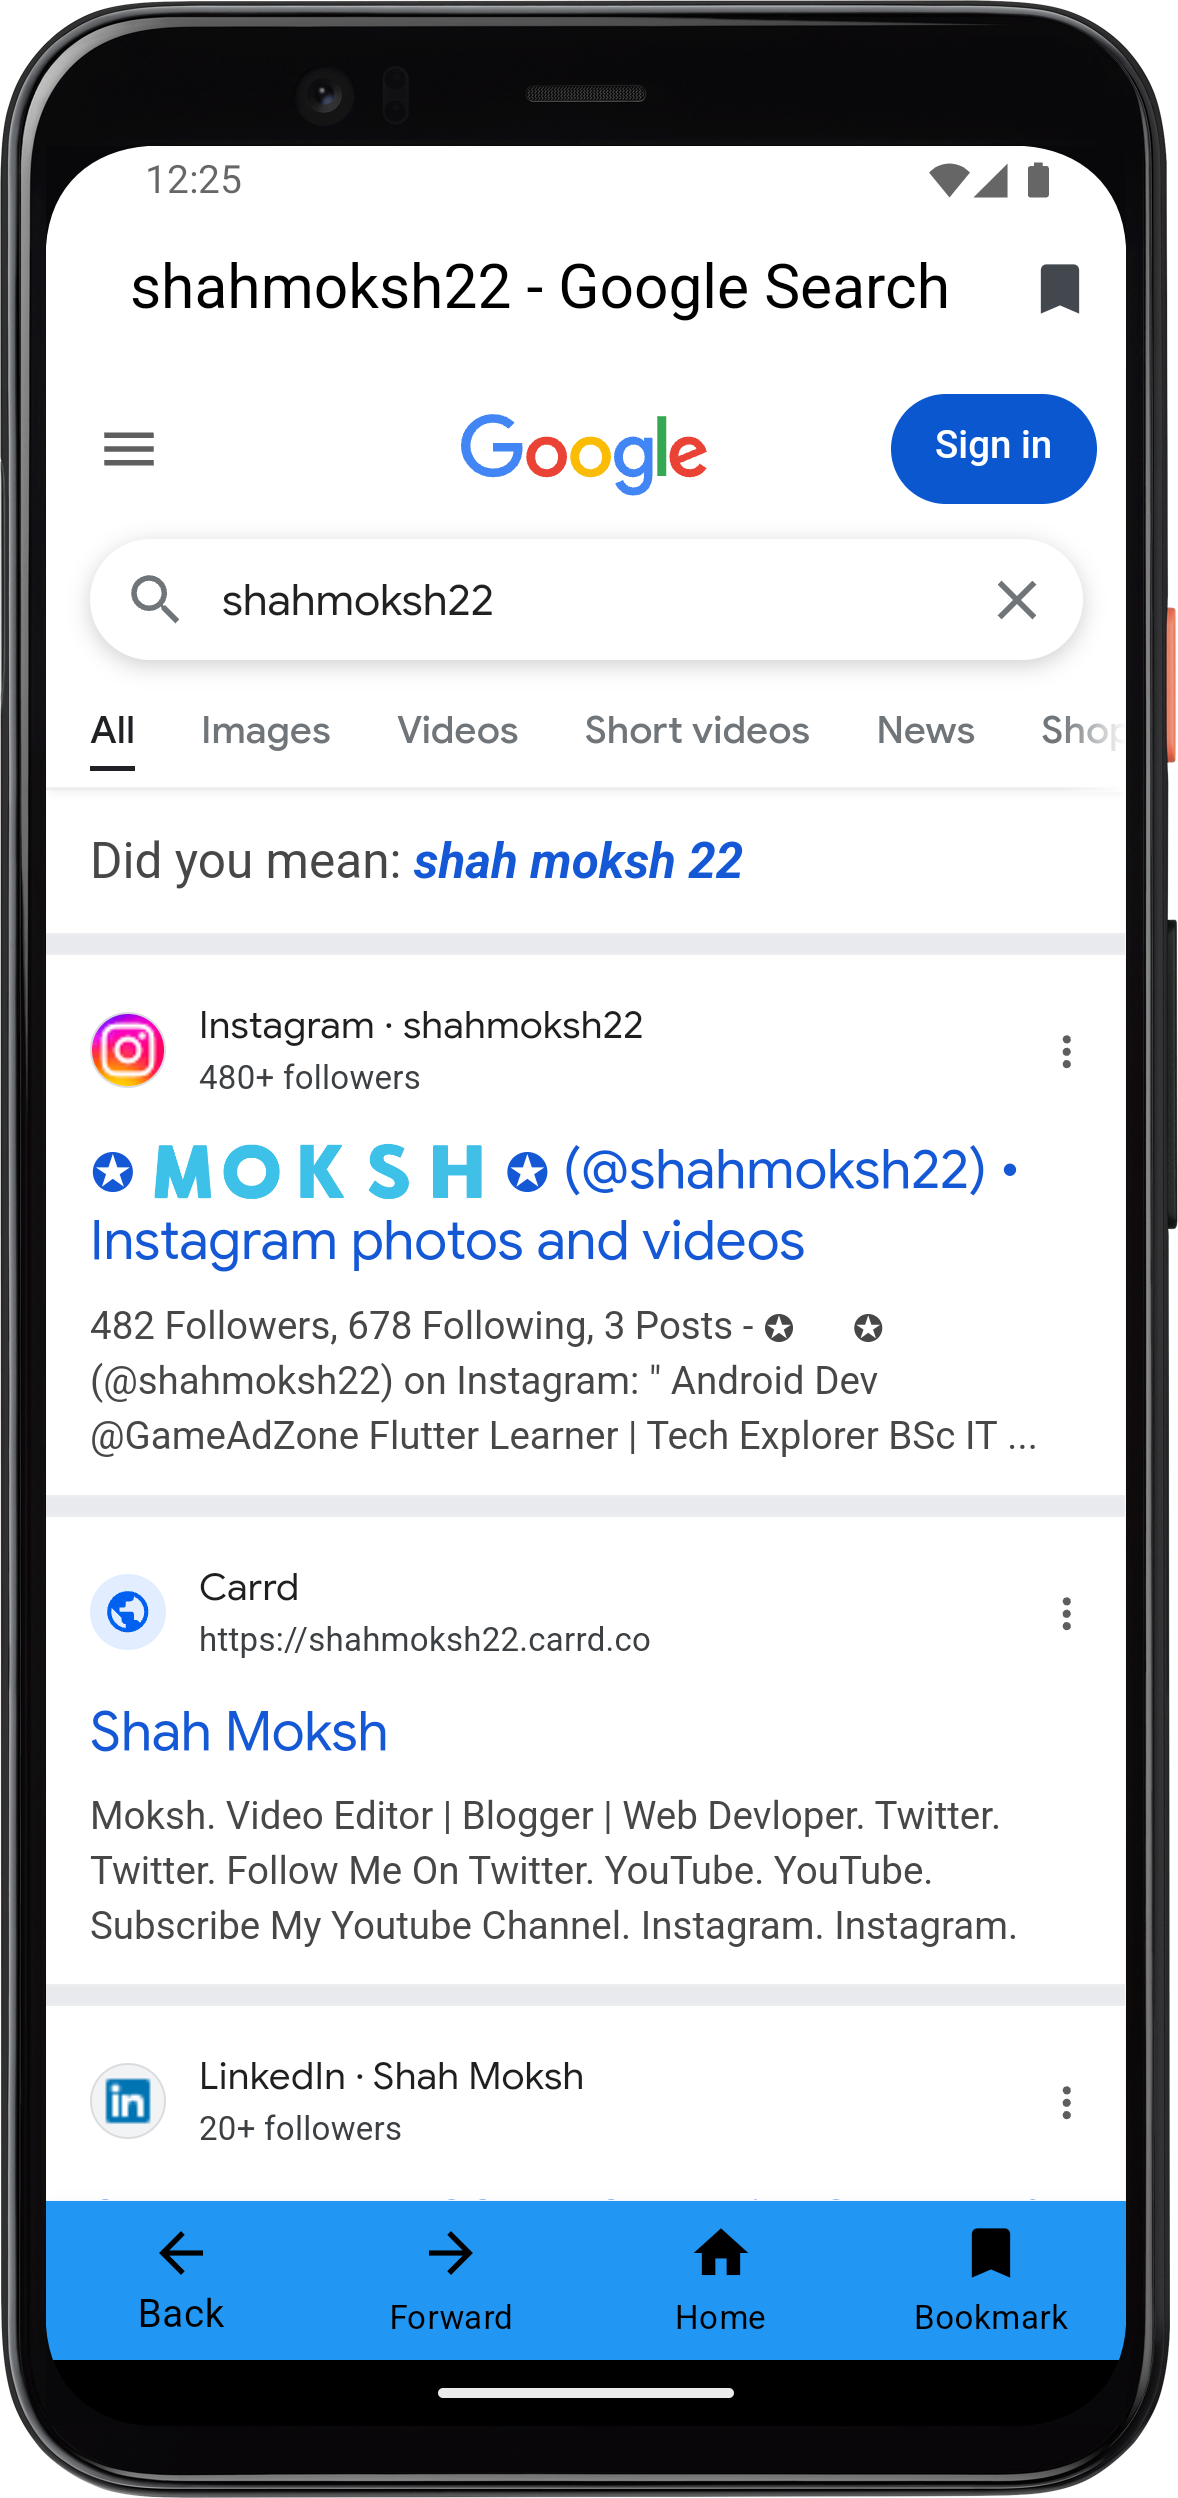 12:25
shahmoksh22 - Google Search
Google
Sign in
shahmoksh22
All Images Videos Short videos News Shop
Did you mean: shah moksh 22
Instagram · shahmoksh22
480+ followers
✪ MOKSH ✪ (@shahmoksh22) •
Instagram photos and videos
482 Followers, 678 Following, 3 Posts - ✪ ✪
(@shahmoksh22) on Instagram: " Android Dev
@GameAdZone Flutter Learner | Tech Explorer BSc IT ...
Carrd
https://shahmoksh22.carrd.co
Shah Moksh
Moksh. Video Editor | Blogger | Web Devloper. Twitter.
Twitter. Follow Me On Twitter. YouTube. YouTube.
Subscribe My Youtube Channel. Instagram. Instagram.
LinkedIn · Shah Moksh
20+ followers
Back Forward Home Bookmark